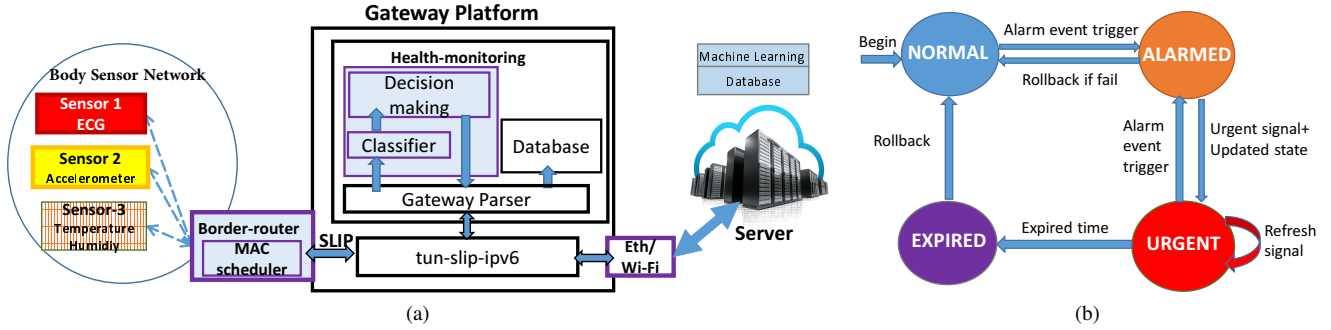 Gateway Platform
Body Sensor Network
Sensor 1
ECG
Sensor 2
Accelerometer
Sensor-3
Temperature
Humidiy
Border-router
MAC
scheduler
SLIP
Health-monitoring
Decision
making
Classifier
Database
Gateway Parser
tun-slip-ipv6
Eth/
Wi-Fi
Machine Learning
Database
Server
(a)
Begin
NORMAL
Alarm event trigger
ALARMED
Rollback if fail
Rollback
Alarm
event
trigger
Urgent signal+
Updated state
EXPIRED
Expired time
URGENT
Refresh
signal
(b)